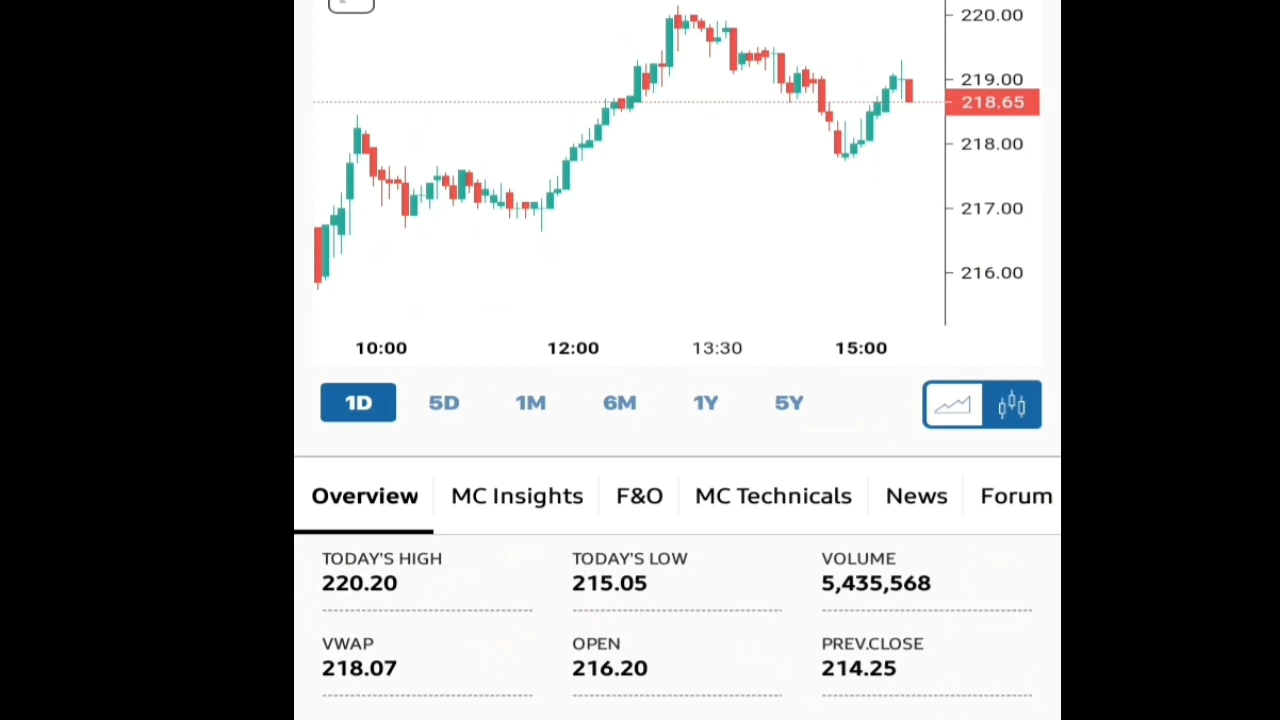 220.00
219.00
218.65
218.00
217.00
216.00
10:00 12:00 13:30 15:00
1D 5D 1M 6M 1Y 5Y
Overview MC Insights F&O MC Technicals News Forum
TODAY'S HIGH TODAY'S LOW VOLUME
220.20 215.05 5,435,568
VWAP OPEN PREV.CLOSE
218.07 216.20 214.25